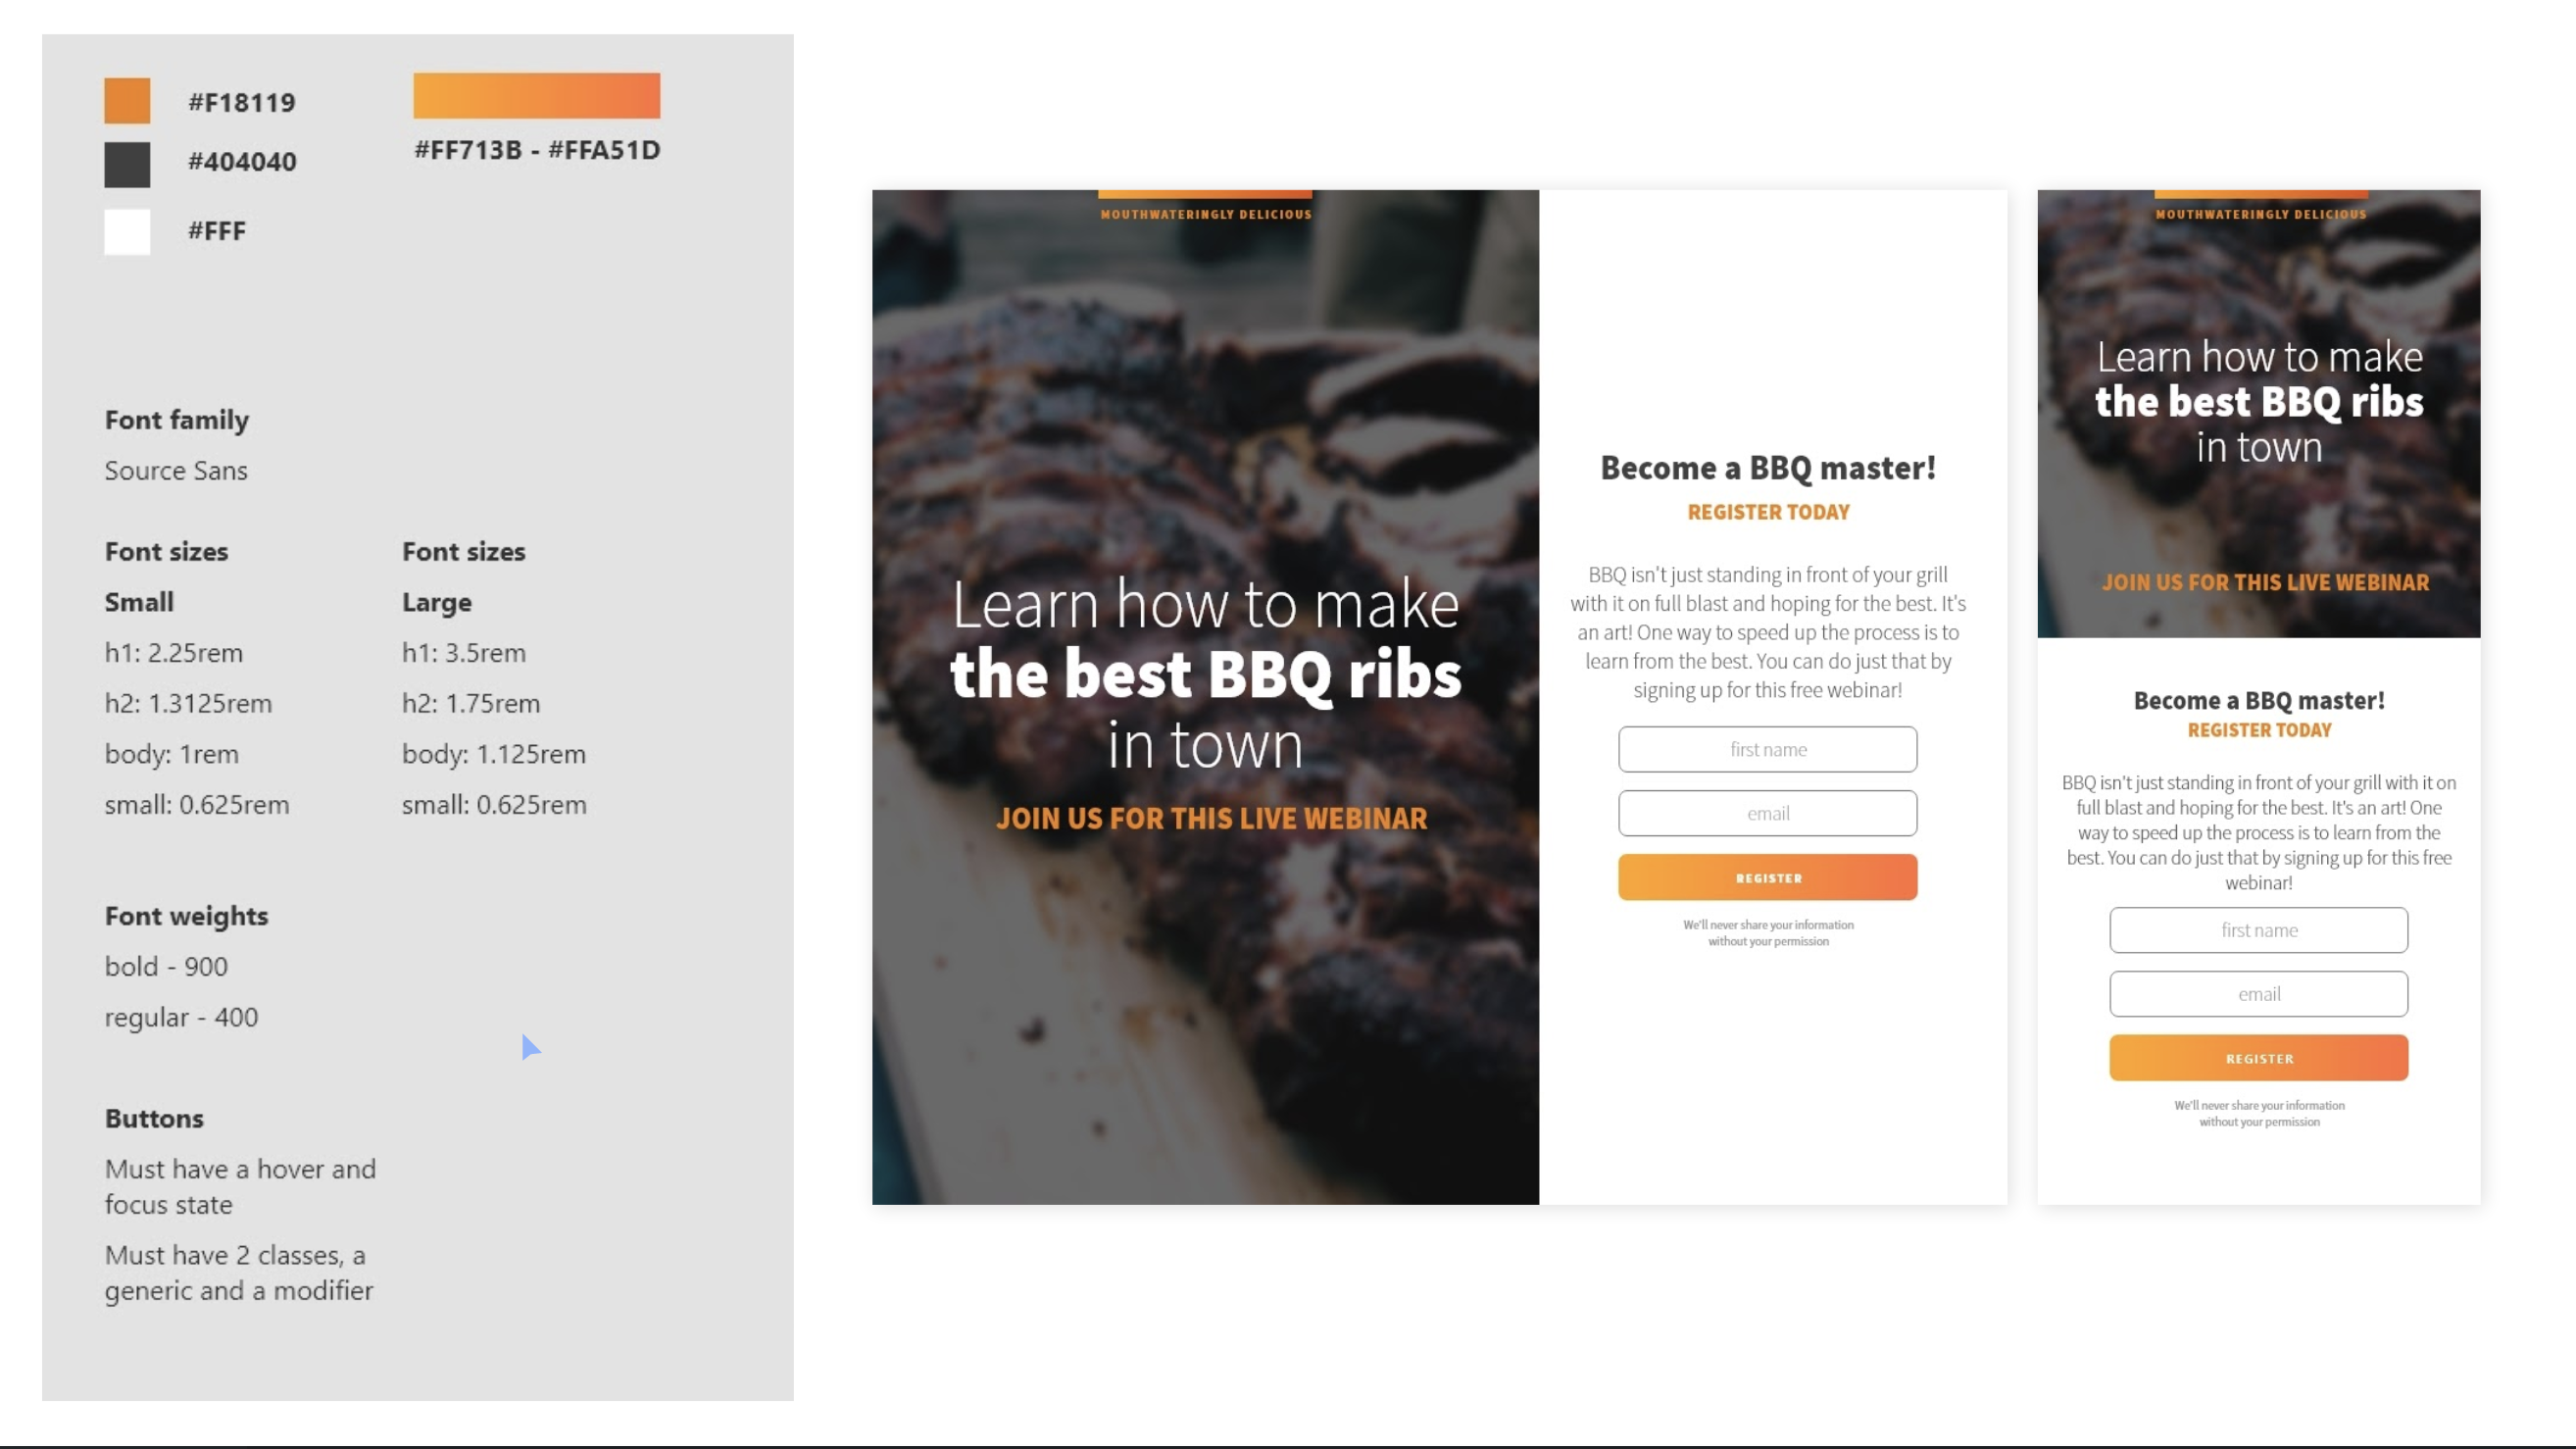 #F18119
#404040
#FFF
#FF713B - #FFA51D
Font family
Source Sans
Font sizes
Small
h1: 2.25rem
h2: 1.3125rem
body: 1rem
small: 0.625rem
Font sizes
Large
h1: 3.5rem
h2: 1.75rem
body: 1.125rem
small: 0.625rem
Font weights
bold - 900
regular - 400
Buttons
Must have a hover and
focus state
Must have 2 classes, a
generic and a modifier
MOUTHWATERINGLY DELICIOUS
Learn how to make
the best BBQ ribs
in town
JOIN US FOR THIS LIVE WEBINAR
Become a BBQ master!
REGISTER TODAY
BBQ isn't just standing in front of your grill
with it on full blast and hoping for the best. It's
an art! One way to speed up the process is to
learn from the best. You can do just that by
signing up for this free webinar!
first name
email
REGISTER
We'll never share your information
without your permission
MOUTHWATERINGLY DELICIOUS
Learn how to make
the best BBQ ribs
in town
JOIN US FOR THIS LIVE WEBINAR
Become a BBQ master!
REGISTER TODAY
BBQ isn't just standing in front of your grill with it on
full blast and hoping for the best. It's an art! One
way to speed up the process is to learn from the
best. You can do just that by signing up for this free
webinar!
first name
email
REGISTER
We'll never share your information
without your permission